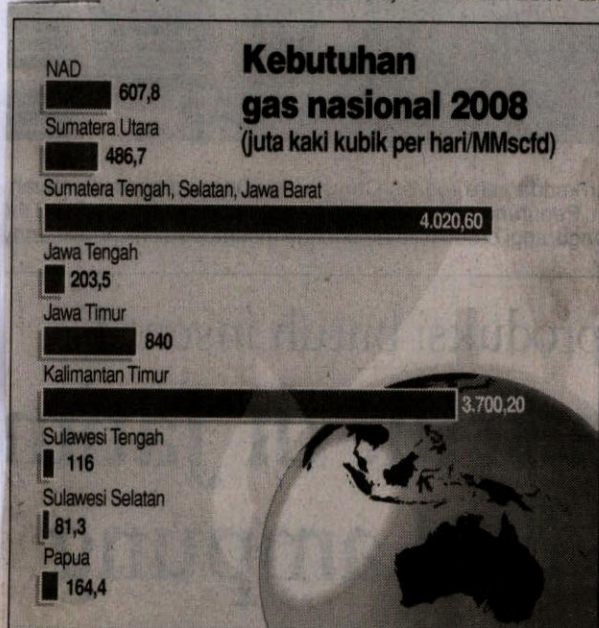 Kebutuhan
gas nasional 2008
(juta kaki kubik per hari/MMscfd)
NAD
607,8
Sumatera Utara
486,7
Sumatera Tengah, Selatan, Jawa Barat
4.020,60
Jawa Tengah
203,5
Jawa Timur
840
Kalimantan Timur
3.700,20
Sulawesi Tengah
116
Sulawesi Selatan
81,3
Papua
164,4